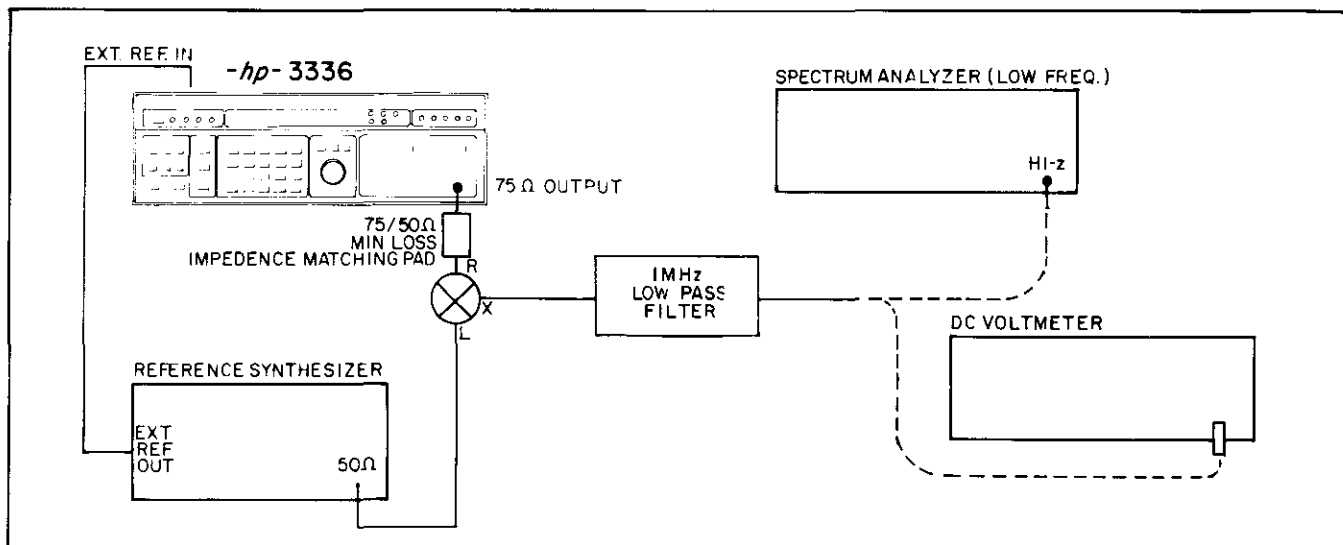 EXT. REF. IN
-hp- 3336
75Ω OUTPUT
75/50Ω
MIN LOSS
IMPEDENCE MATCHING PAD
R
X
L
1MHz
LOW PASS
FILTER
SPECTRUM ANALYZER (LOW FREQ.)
HI-z
DC VOLTMETER
REFERENCE SYNTHESIZER
EXT
REF
OUT
50Ω